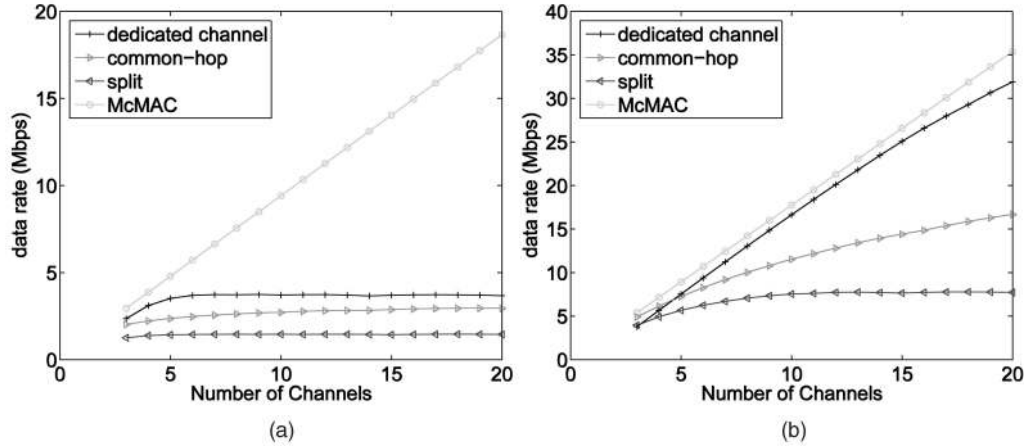 20
15
10
5
0
data rate (Mbps)
dedicated channel
common-hop
split
McMAC
0
5
10
15
20
Number of Channels
(a)
40
35
30
25
20
15
10
5
0
data rate (Mbps)
dedicated channel
common-hop
split
McMAC
0
5
10
15
20
Number of Channels
(b)